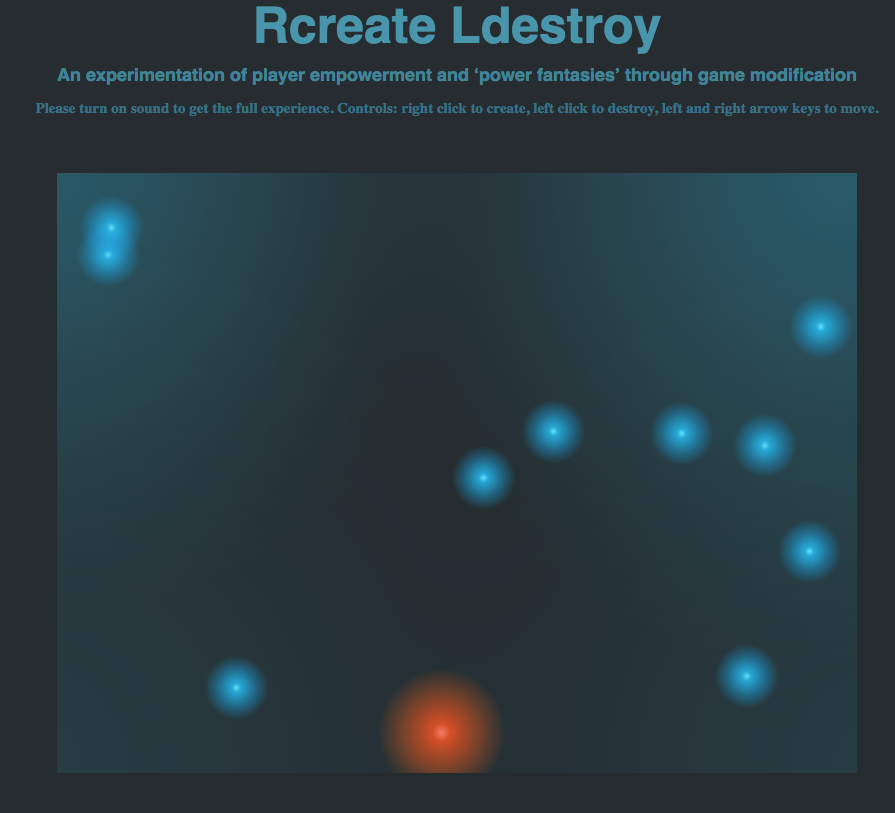 Rcreate Ldestroy
An experimentation of player empowerment and ‘power fantasies’ through game modification
Please turn on sound to get the full experience. Controls: right click to create, left click to destroy, left and right arrow keys to move.